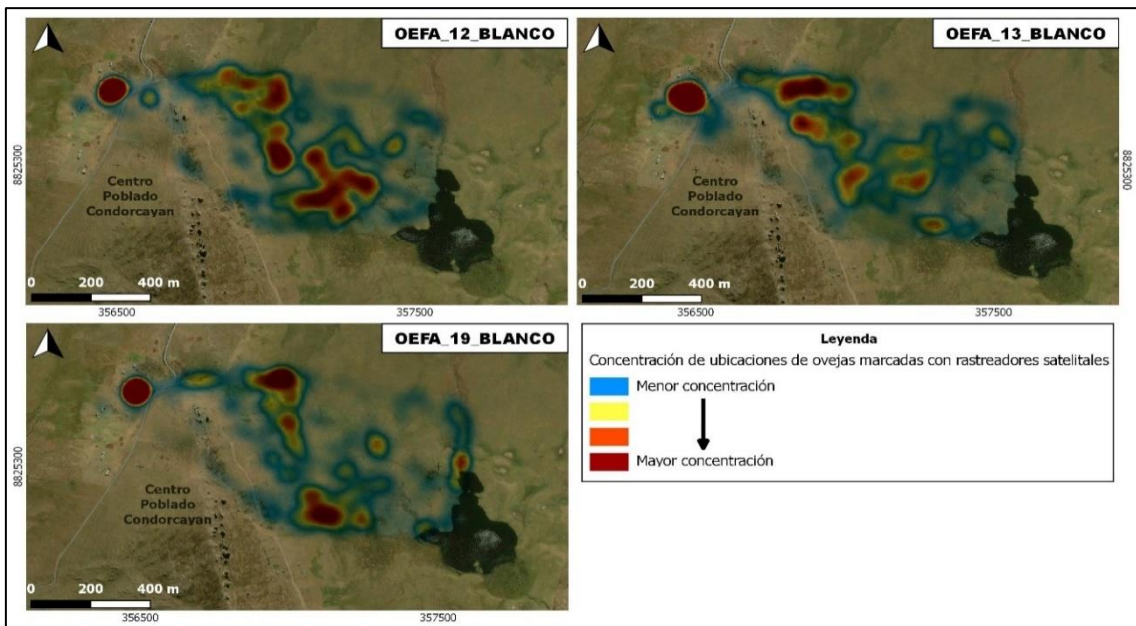 OEFA_12_BLANCO
8825300
Centro
Poblado
Condorcayan
0 200 400 m
356500 357500
OEFA_13_BLANCO
8825300
Centro
Poblado
Condorcayan
0 200 400 m
356500 357500
OEFA_19_BLANCO
8825300
Centro
Poblado
Condorcayan
0 200 400 m
356500 357500
Leyenda
Concentración de ubicaciones de ovejas marcadas con rastreadores satelitales
Menor concentración
Mayor concentración